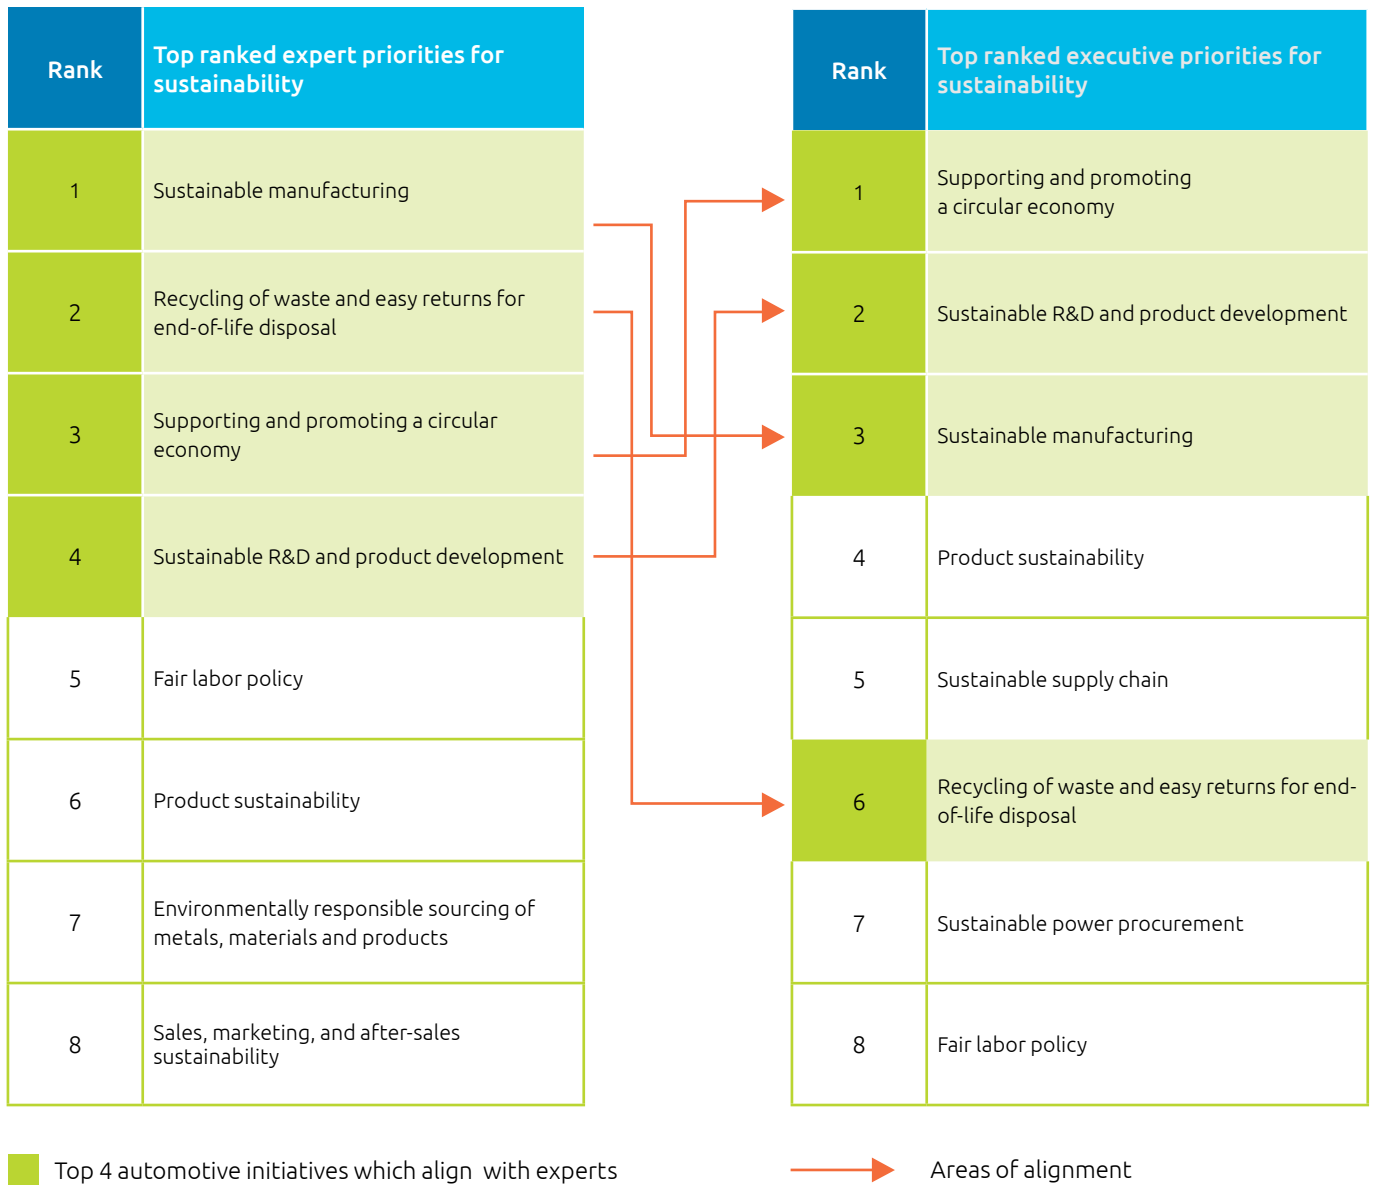 Rank
Top ranked expert priorities for
sustainability
1
Sustainable manufacturing
2
Recycling of waste and easy returns for
end-of-life disposal
3
Supporting and promoting a circular
economy
4
Sustainable R&D and product development
5
Fair labor policy
6
Product sustainability
7
Environmentally responsible sourcing of
metals, materials and products
8
Sales, marketing, and after-sales
sustainability
Rank
Top ranked executive priorities for
sustainability
1
Supporting and promoting
a circular economy
2
Sustainable R&D and product development
3
Sustainable manufacturing
4
Product sustainability
5
Sustainable supply chain
6
Recycling of waste and easy returns for end-
of-life disposal
7
Sustainable power procurement
8
Fair labor policy
Top 4 automotive initiatives which align with experts
Areas of alignment